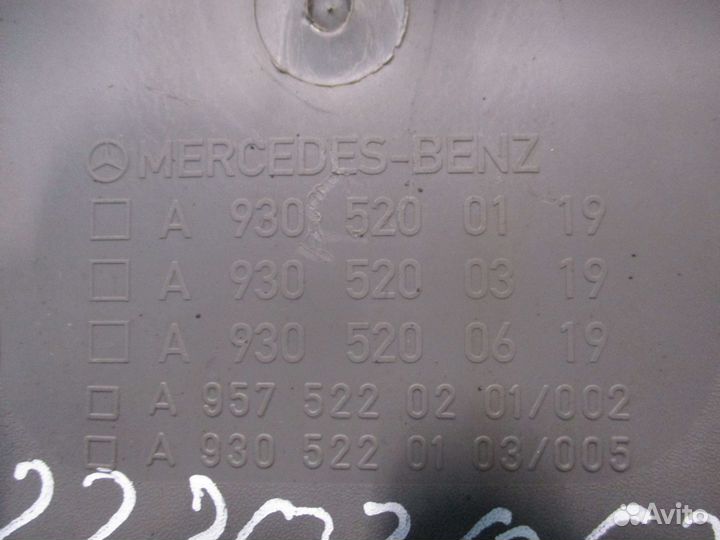 MERCEDES-BENZ
A 930 520 01 19
A 930 520 03 19
A 930 520 06 19
A 957 522 02 01/002
A 930 522 01 03/005
Avito